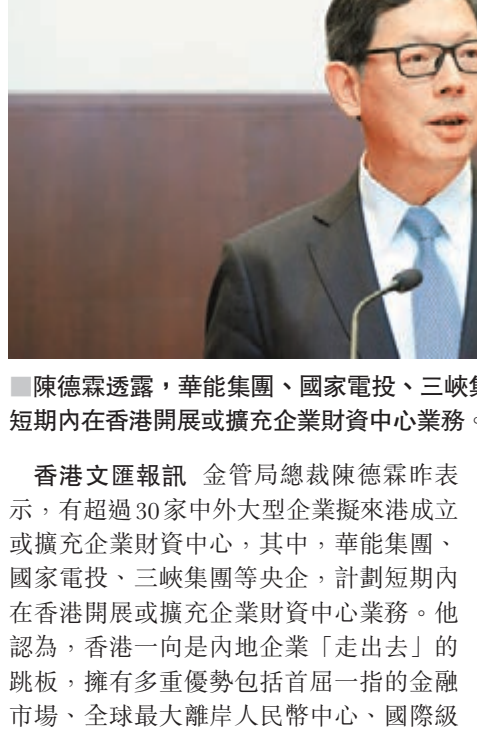 ■陳德霖透露，華能集團、國家電投、三峽集
短期內在香港開展或擴充企業財資中心業務。
香港文匯報訊 金管局總裁陳德霖昨表
示，有超過30家中外大型企業擬來港成立
或擴充企業財資中心，其中，華能集團、
國家電投、三峽集團等央企，計劃短期內
在香港開展或擴充企業財資中心業務。他
認為，香港一向是內地企業「走出去」的
跳板，擁有多重優勢包括首屈一指的金融
市場、全球最大離岸人民幣中心、國際級